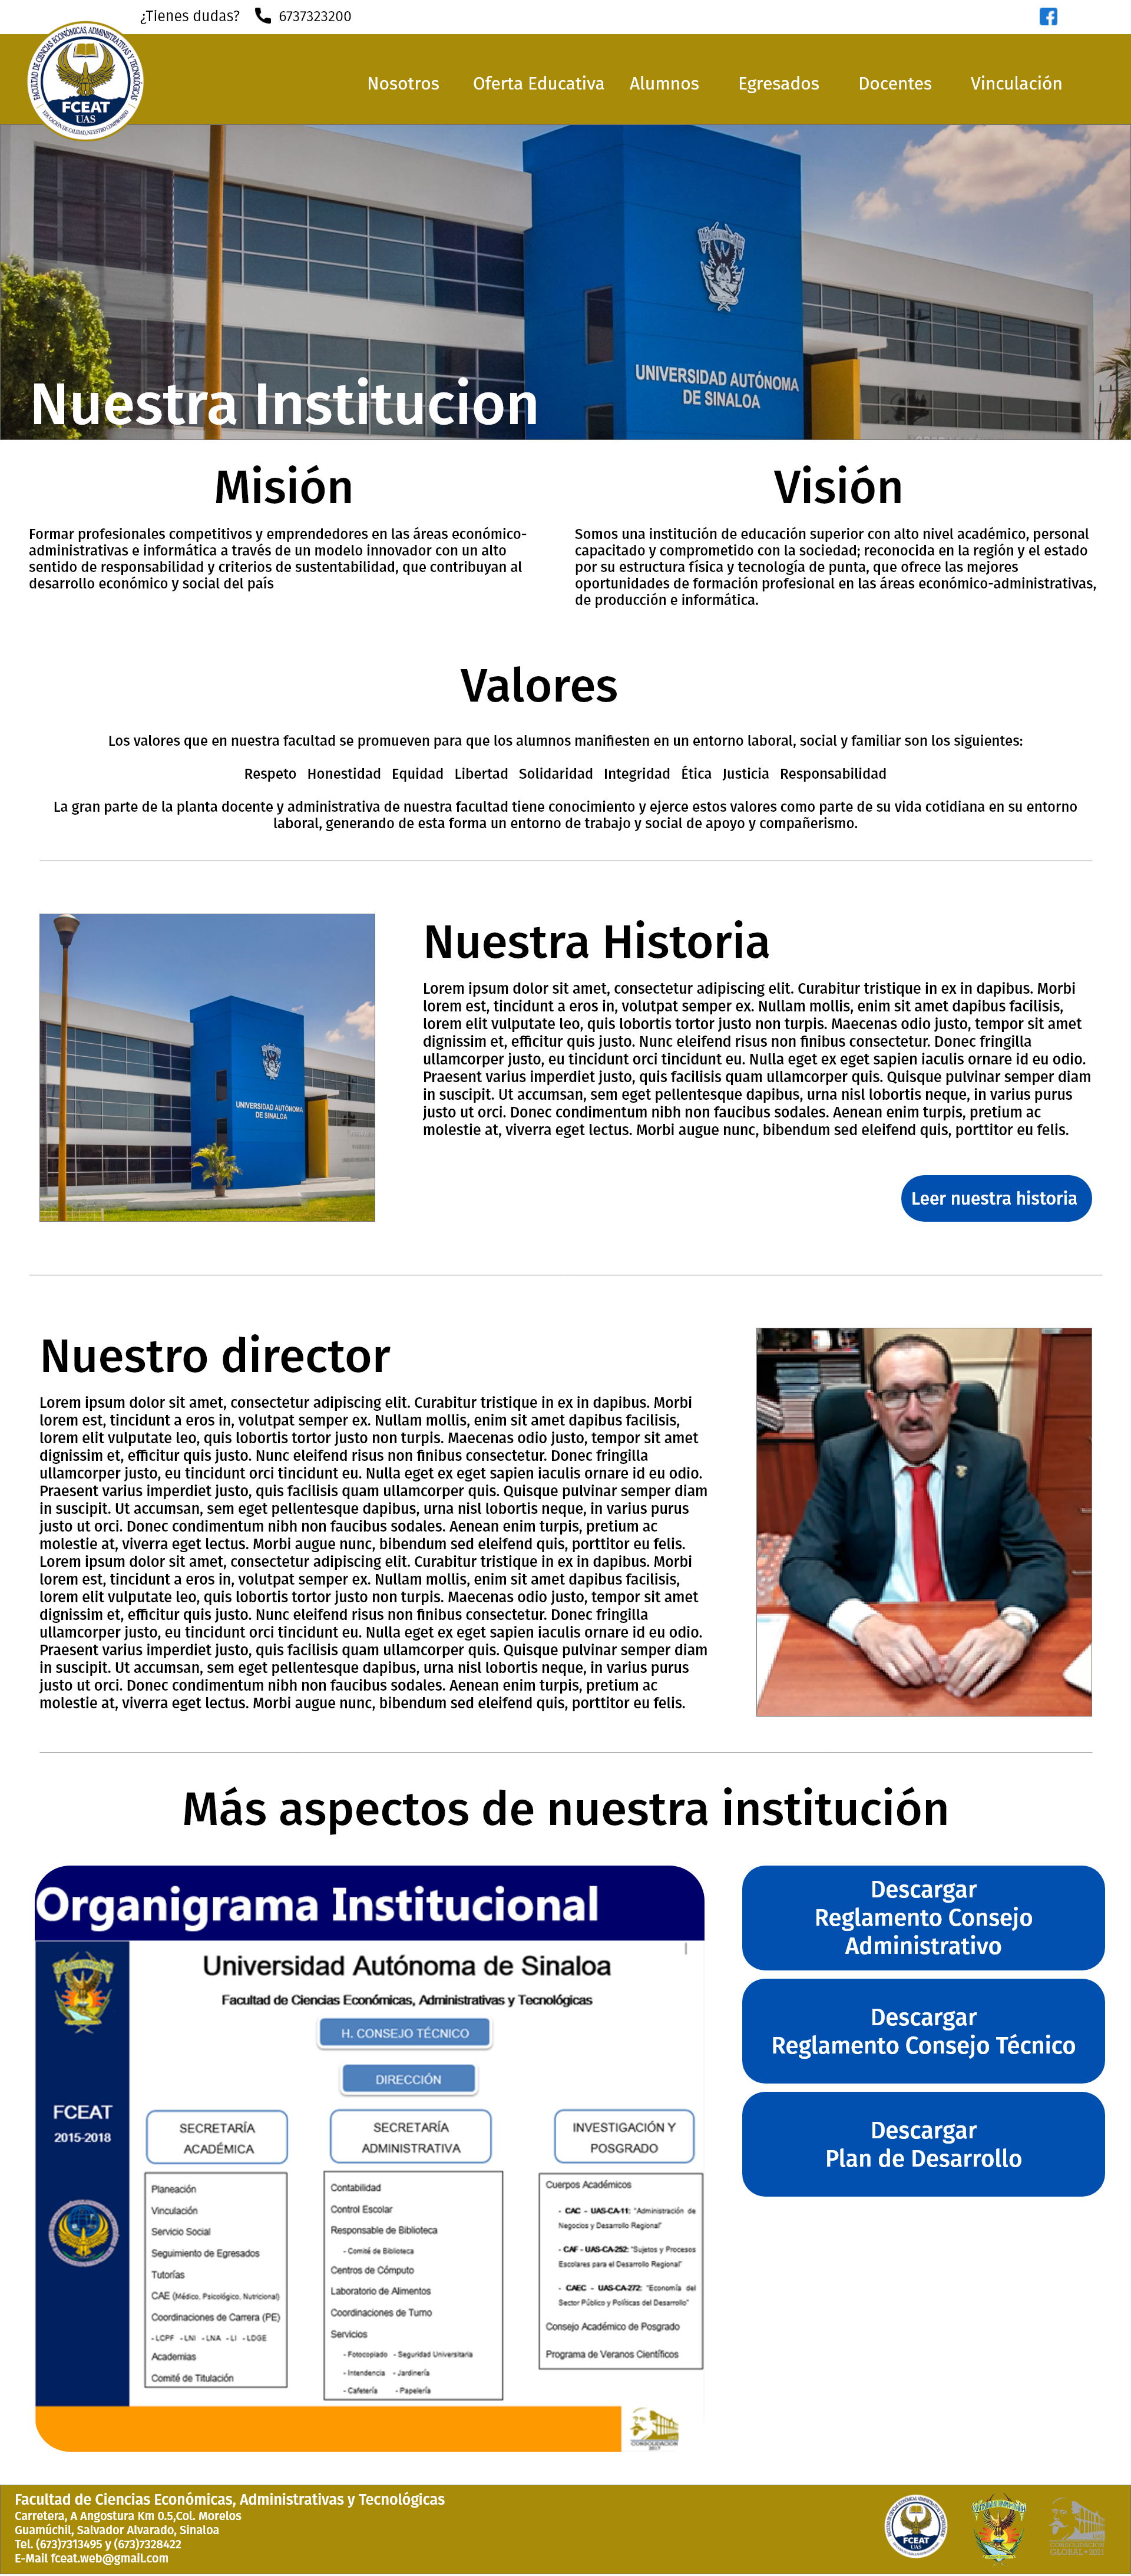 ¿Tienes dudas? 6737323200
FACULTAD DE CIENCIAS ECONÓMICAS, ADMINISTRATIVAS Y TECNOLÓGICAS
FCEAT
UAS
EDUCACIÓN DE CALIDAD, NUESTRO COMPROMISO
Nosotros Oferta Educativa Alumnos Egresados Docentes Vinculación
UNIVERSIDAD AUTÓNOMA
DE SINALOA
Nuestra Institucion
Misión
Formar profesionales competitivos y emprendedores en las áreas económico-
administrativas e informática a través de un modelo innovador con un alto
sentido de responsabilidad y criterios de sustentabilidad, que contribuyan al
desarrollo económico y social del país
Visión
Somos una institución de educación superior con alto nivel académico, personal
capacitado y comprometido con la sociedad; reconocida en la región y el estado
por su estructura física y tecnología de punta, que ofrece las mejores
oportunidades de formación profesional en las áreas económico-administrativas,
de producción e informática.
Valores
Los valores que en nuestra facultad se promueven para que los alumnos manifiesten en un entorno laboral, social y familiar son los siguientes:
Respeto Honestidad Equidad Libertad Solidaridad Integridad Ética Justicia Responsabilidad
La gran parte de la planta docente y administrativa de nuestra facultad tiene conocimiento y ejerce estos valores como parte de su vida cotidiana en su entorno
laboral, generando de esta forma un entorno de trabajo y social de apoyo y compañerismo.
UNIVERSIDAD AUTÓNOMA
DE SINALOA
Nuestra Historia
Lorem ipsum dolor sit amet, consectetur adipiscing elit. Curabitur tristique in ex in dapibus. Morbi
lorem est, tincidunt a eros in, volutpat semper ex. Nullam mollis, enim sit amet dapibus facilisis,
lorem elit vulputate leo, quis lobortis tortor justo non turpis. Maecenas odio justo, tempor sit amet
dignissim et, efficitur quis justo. Nunc eleifend risus non finibus consectetur. Donec fringilla
ullamcorper justo, eu tincidunt orci tincidunt eu. Nulla eget ex eget sapien iaculis ornare id eu odio.
Praesent varius imperdiet justo, quis facilisis quam ullamcorper quis. Quisque pulvinar semper diam
in suscipit. Ut accumsan, sem eget pellentesque dapibus, urna nisl lobortis neque, in varius purus
justo ut orci. Donec condimentum nibh non faucibus sodales. Aenean enim turpis, pretium ac
molestie at, viverra eget lectus. Morbi augue nunc, bibendum sed eleifend quis, porttitor eu felis.
Leer nuestra historia
Nuestro director
Lorem ipsum dolor sit amet, consectetur adipiscing elit. Curabitur tristique in ex in dapibus. Morbi
lorem est, tincidunt a eros in, volutpat semper ex. Nullam mollis, enim sit amet dapibus facilisis,
lorem elit vulputate leo, quis lobortis tortor justo non turpis. Maecenas odio justo, tempor sit amet
dignissim et, efficitur quis justo. Nunc eleifend risus non finibus consectetur. Donec fringilla
ullamcorper justo, eu tincidunt orci tincidunt eu. Nulla eget ex eget sapien iaculis ornare id eu odio.
Praesent varius imperdiet justo, quis facilisis quam ullamcorper quis. Quisque pulvinar semper diam
in suscipit. Ut accumsan, sem eget pellentesque dapibus, urna nisl lobortis neque, in varius purus
justo ut orci. Donec condimentum nibh non faucibus sodales. Aenean enim turpis, pretium ac
molestie at, viverra eget lectus. Morbi augue nunc, bibendum sed eleifend quis, porttitor eu felis.
Lorem ipsum dolor sit amet, consectetur adipiscing elit. Curabitur tristique in ex in dapibus. Morbi
lorem est, tincidunt a eros in, volutpat semper ex. Nullam mollis, enim sit amet dapibus facilisis,
lorem elit vulputate leo, quis lobortis tortor justo non turpis. Maecenas odio justo, tempor sit amet
dignissim et, efficitur quis justo. Nunc eleifend risus non finibus consectetur. Donec fringilla
ullamcorper justo, eu tincidunt orci tincidunt eu. Nulla eget ex eget sapien iaculis ornare id eu odio.
Praesent varius imperdiet justo, quis facilisis quam ullamcorper quis. Quisque pulvinar semper diam
in suscipit. Ut accumsan, sem eget pellentesque dapibus, urna nisl lobortis neque, in varius purus
justo ut orci. Donec condimentum nibh non faucibus sodales. Aenean enim turpis, pretium ac
molestie at, viverra eget lectus. Morbi augue nunc, bibendum sed eleifend quis, porttitor eu felis.
Más aspectos de nuestra institución
Organigrama Institucional
Universidad Autónoma de Sinaloa
Facultad de Ciencias Económicas, Administrativas y Tecnológicas
H. CONSEJO TÉCNICO
DIRECCIÓN
FCEAT
2015-2018
SECRETARÍA
ACADÉMICA
Planeación
Vinculación
Servicio Social
Seguimiento de Egresados
Tutorías
CAE (Médico, Psicológico, Nutricional)
Coordinaciones de Carrera (PE)
- LCPF - LNI - LNA - LI - LDGE
Academias
Comité de Titulación
SECRETARÍA
ADMINISTRATIVA
Contabilidad
Control Escolar
Responsable de Biblioteca
- Comité de Biblioteca
Centros de Cómputo
Laboratorio de Alimentos
Coordinaciones de Turno
Servicios
- Fotocopiado - Seguridad Universitaria
- Intendencia - Jardinería
- Cafetería - Papelería
INVESTIGACIÓN Y
POSGRADO
Cuerpos Académicos
- CAC - UAS-CA-11: "Administración de
Negocios y Desarrollo Regional"
- CAF - UAS-CA-252: "Sujetos y Procesos
Escolares para el Desarrollo Regional"
- CAEC - UAS-CA-272: "Economía del
Sector Público y Políticas del Desarrollo"
Consejo Académico de Posgrado
Programa de Veranos Científicos
CONSOLIDACIÓN
2017
Descargar
Reglamento Consejo
Administrativo
Descargar
Reglamento Consejo Técnico
Descargar
Plan de Desarrollo
Facultad de Ciencias Económicas, Administrativas y Tecnológicas
Carretera, A Angostura Km 0.5,Col. Morelos
Guamúchil, Salvador Alvarado, Sinaloa
Tel. (673)7313495 y (673)7328422
E-Mail fceat.web@gmail.com
FCEAT
UAS
CONSOLIDACIÓN
GLOBAL • 2021